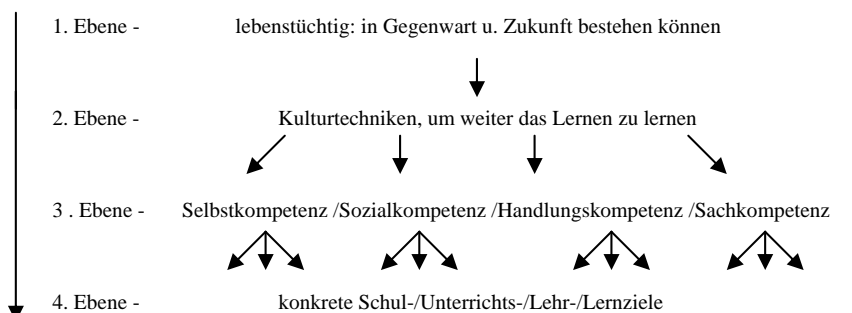 1. Ebene - lebenstüchtig: in Gegenwart u. Zukunft bestehen können
2. Ebene - Kulturtechniken, um weiter das Lernen zu lernen
3 . Ebene - Selbstkompetenz /Sozialkompetenz /Handlungskompetenz /Sachkompetenz
4. Ebene - konkrete Schul-/Unterrichts-/Lehr-/Lernziele